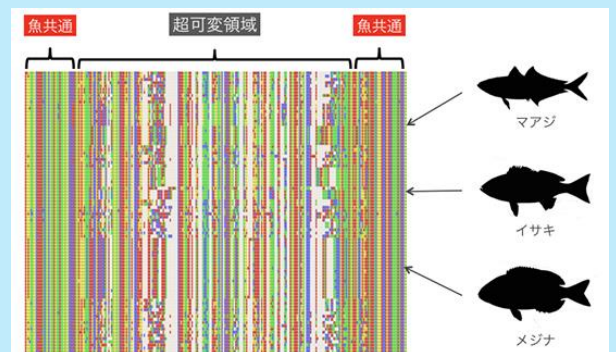 魚共通
超可変領域
魚共通
マアジ
イサキ
メジナ